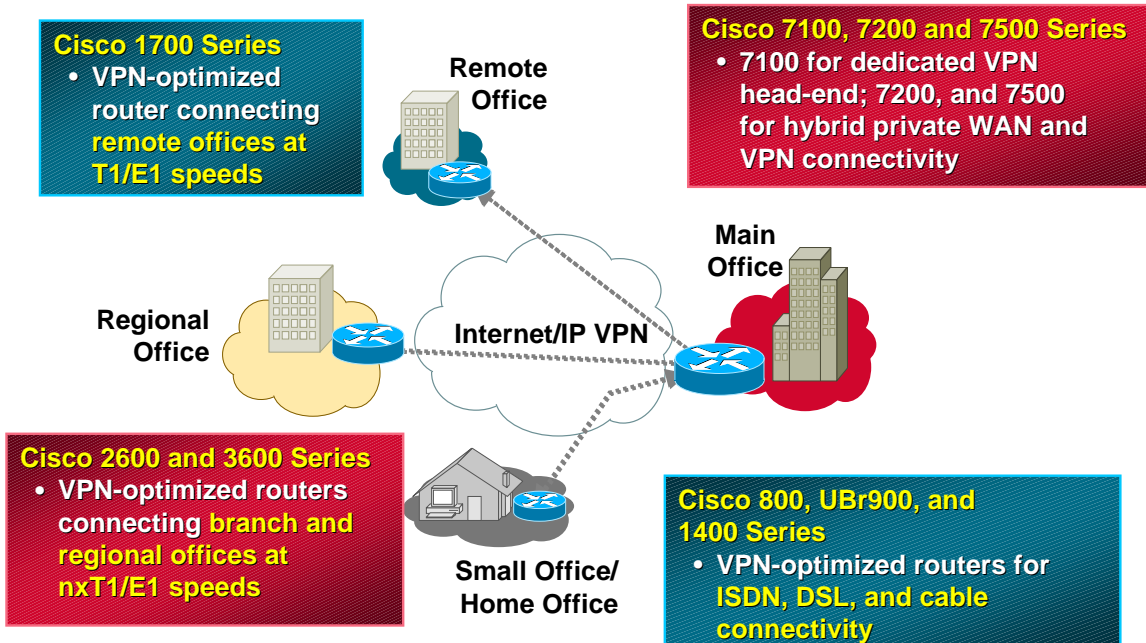 Cisco 1700 Series
• VPN-optimized
router connecting
remote offices at
T1/E1 speeds
Remote
Office
Cisco 7100, 7200 and 7500 Series
• 7100 for dedicated VPN
head-end; 7200, and 7500
for hybrid private WAN and
VPN connectivity
Main
Office
Regional
Office
Internet/IP VPN
Cisco 2600 and 3600 Series
• VPN-optimized routers
connecting branch and
regional offices at
nxT1/E1 speeds
Small Office/
Home Office
Cisco 800, UBr900, and
1400 Series
• VPN-optimized routers for
ISDN, DSL, and cable
connectivity